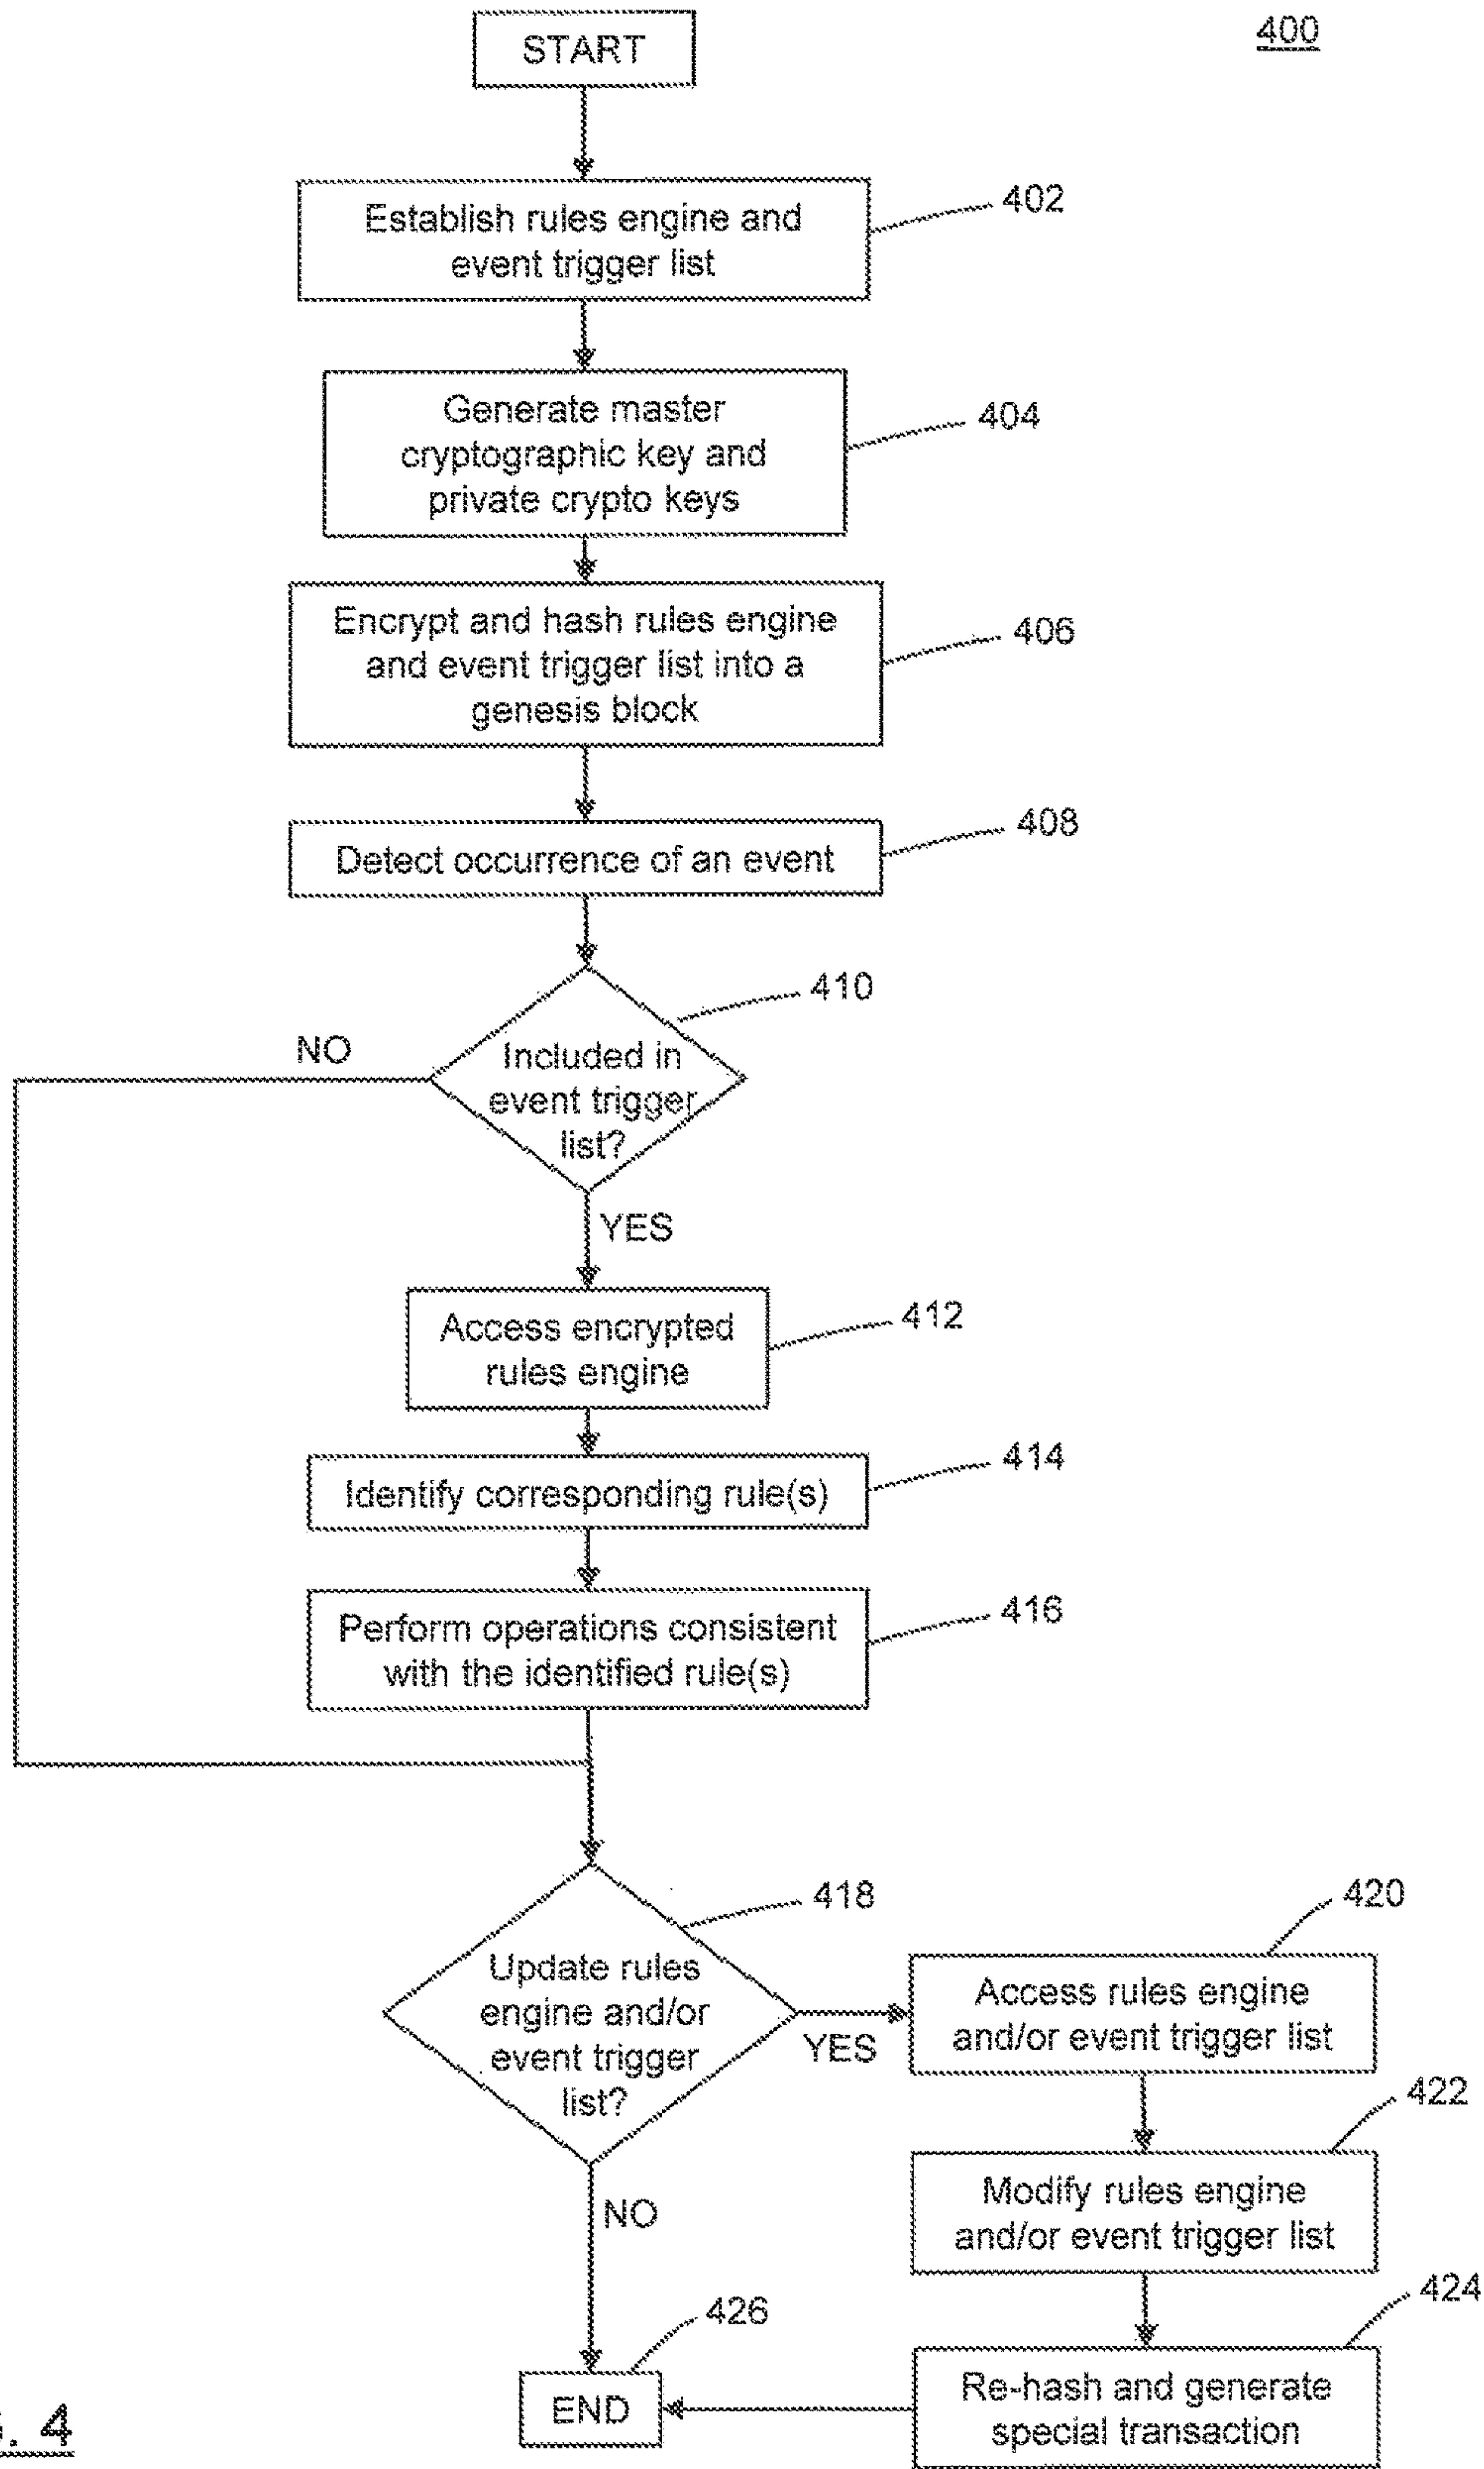 400
START
402
Establish rules engine and
event trigger list
404
Generate master
cryptographic key and
private crypto keys
406
Encrypt and hash rules engine
and event trigger list into a
genesis block
408
Detect occurrence of an event
410
Included in
event trigger
list?
NO
YES
412
Access encrypted
rules engine
414
Identify corresponding rule(s)
416
Perform operations consistent
with the identified rule(s)
418
Update rules
engine and/or
event trigger
list?
YES
420
Access rules engine
and/or event trigger list
422
Modify rules engine
and/or event trigger list
424
Re-hash and generate
special transaction
NO
426
END
. 4